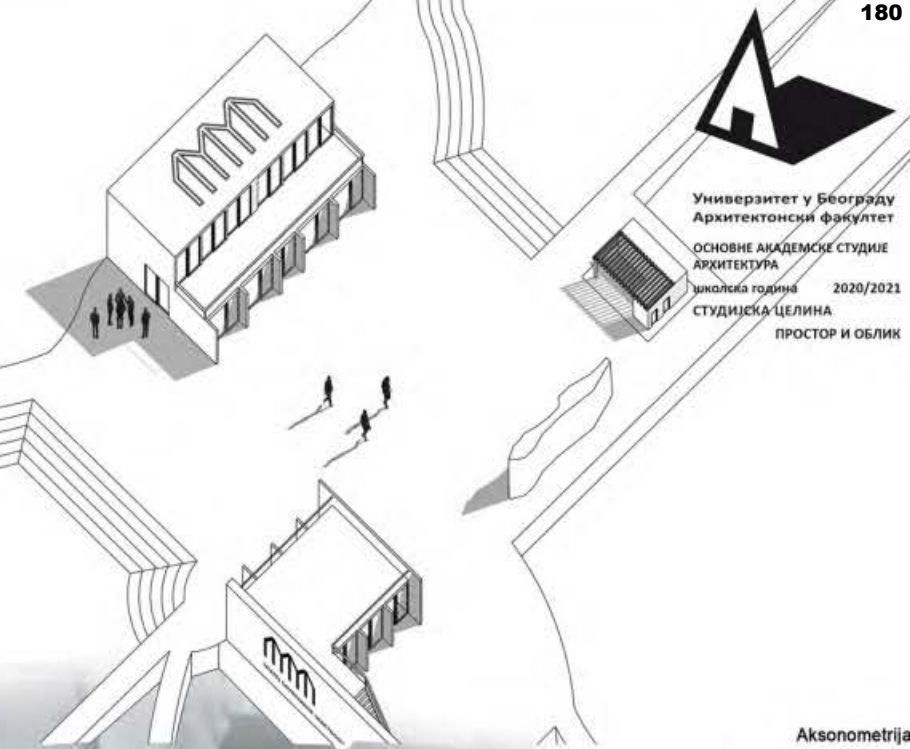 180
Универзитет у Београду
Архитектонски факултет
ОСНОВНЕ АКАДЕМСКЕ СТУДИЈЕ
АРХИТЕКТУРА
школска година 2020/2021
СТУДИЈСКА ЦЕЛИНА
ПРОСТОР И ОБЛИК
Aksonometrija